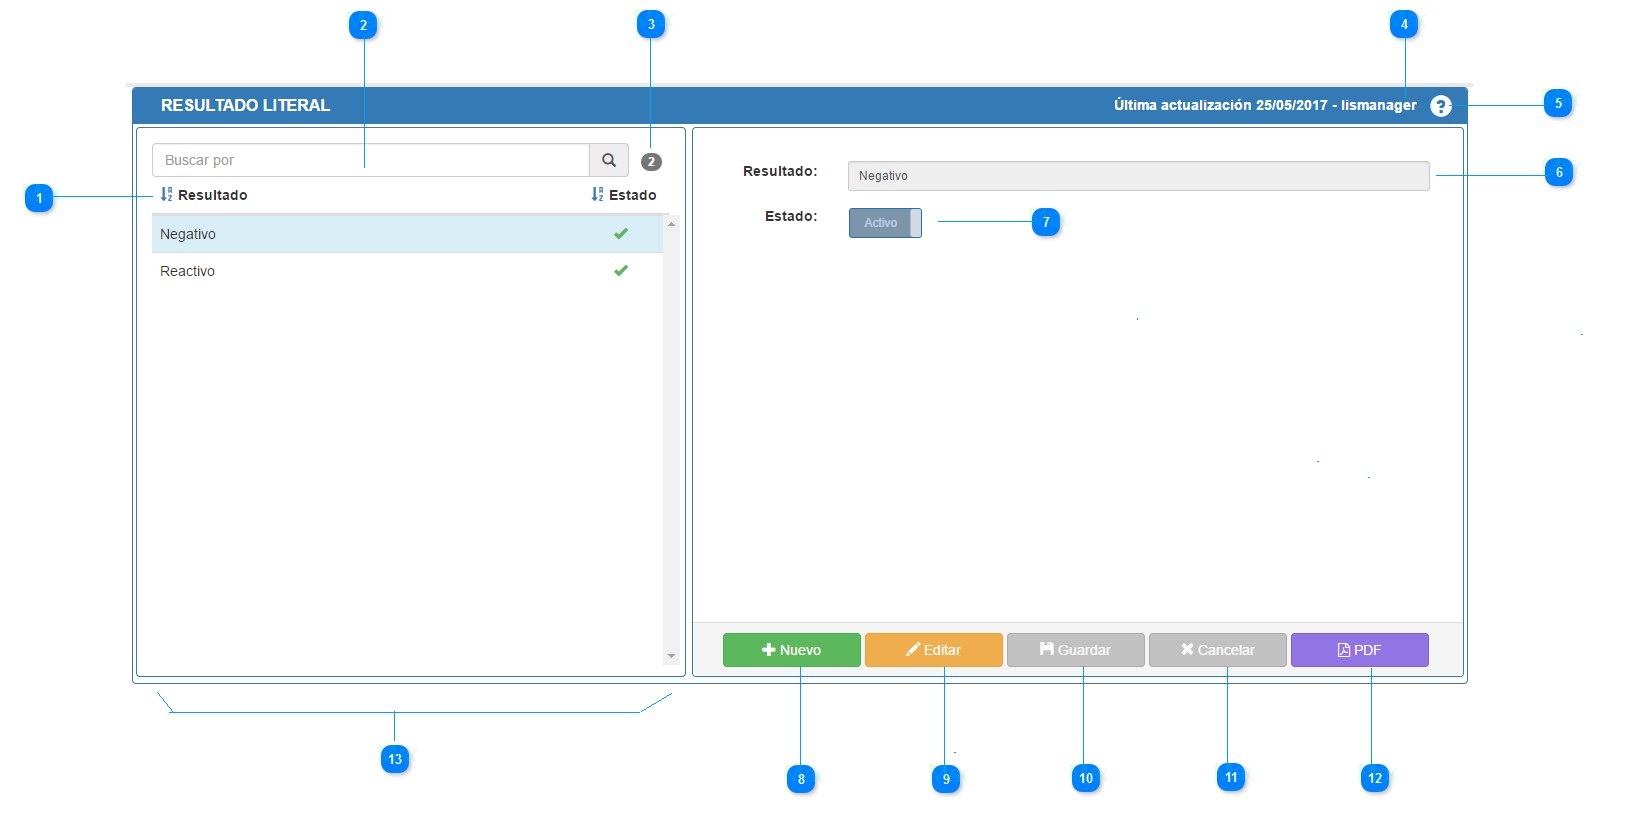 2
3
4
RESULTADO LITERAL
Última actualización 25/05/2017 - lismanager
?
5
Buscar por
2
1
Resultado
Estado
Negativo
Reactivo
Resultado:
Negativo
6
Estado:
Activo
7
Nuevo
Editar
Guardar
Cancelar
PDF
13
8
9
10
11
12